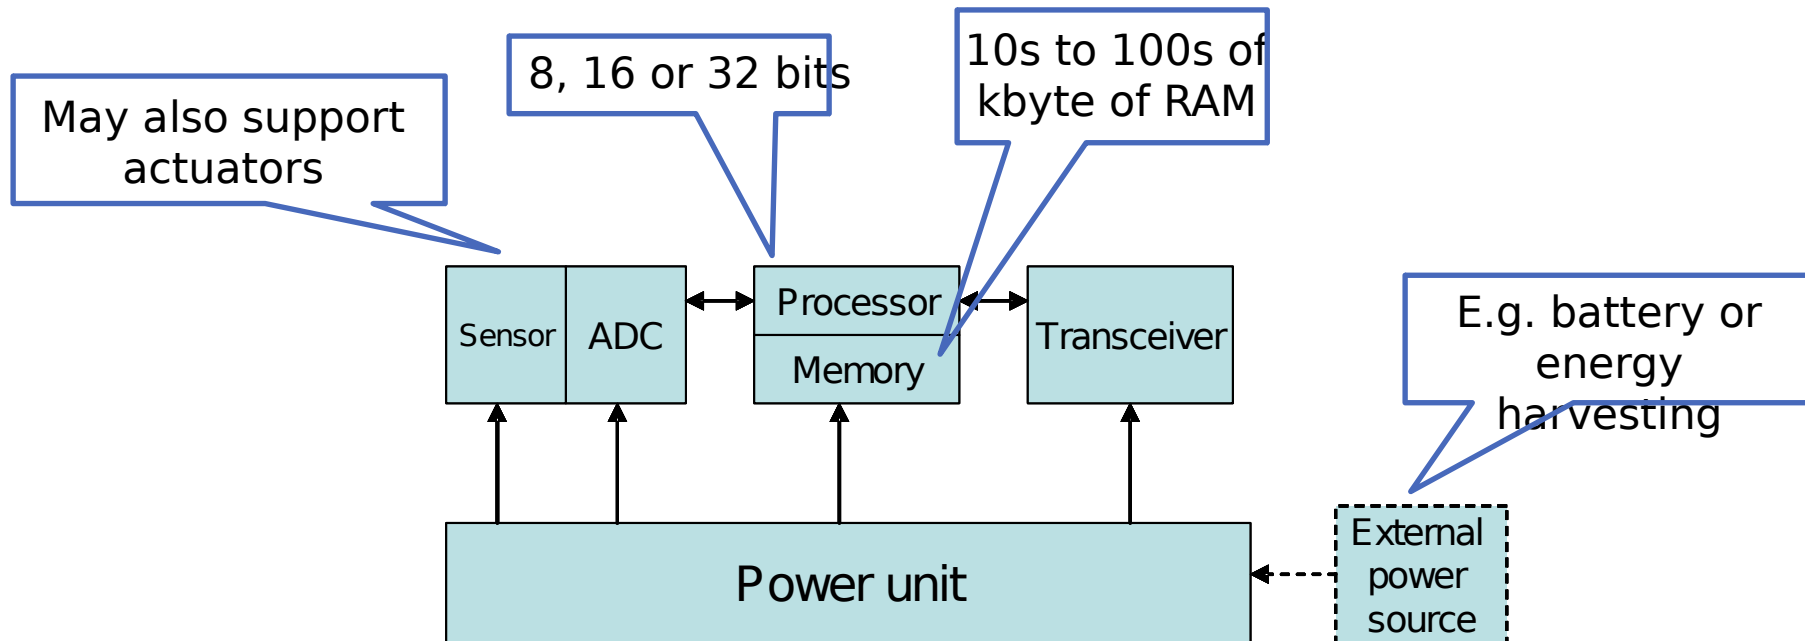 10s to 100s of
kbyte of RAM
8, 16 or 32 bits
May also support
actuators
Sensor
ADC
Processor
Memory
Transceiver
E.g. battery or
energy
harvesting
Power unit
External
power
source